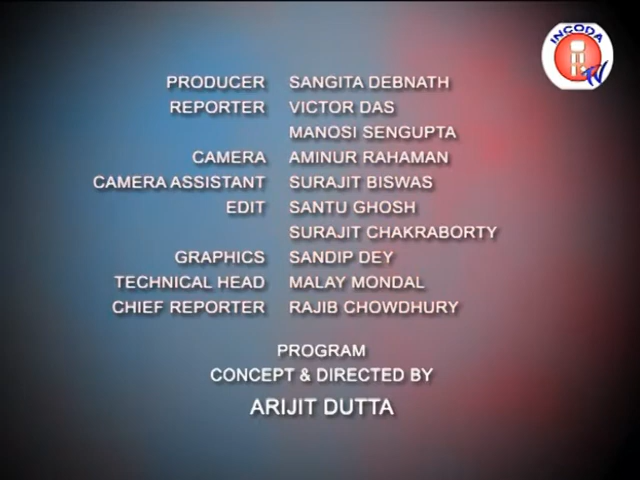 INCODA
TV
PRODUCER SANGITA DEBNATH
REPORTER VICTOR DAS
MANOSI SENGUPTA
CAMERA AMINUR RAHAMAN
CAMERA ASSISTANT SURAJIT BISWAS
EDIT SANTU GHOSH
SURAJIT CHAKRABORTY
GRAPHICS SANDIP DEY
TECHNICAL HEAD MALAY MONDAL
CHIEF REPORTER RAJIB CHOWDHURY
PROGRAM
CONCEPT & DIRECTED BY
ARIJIT DUTTA